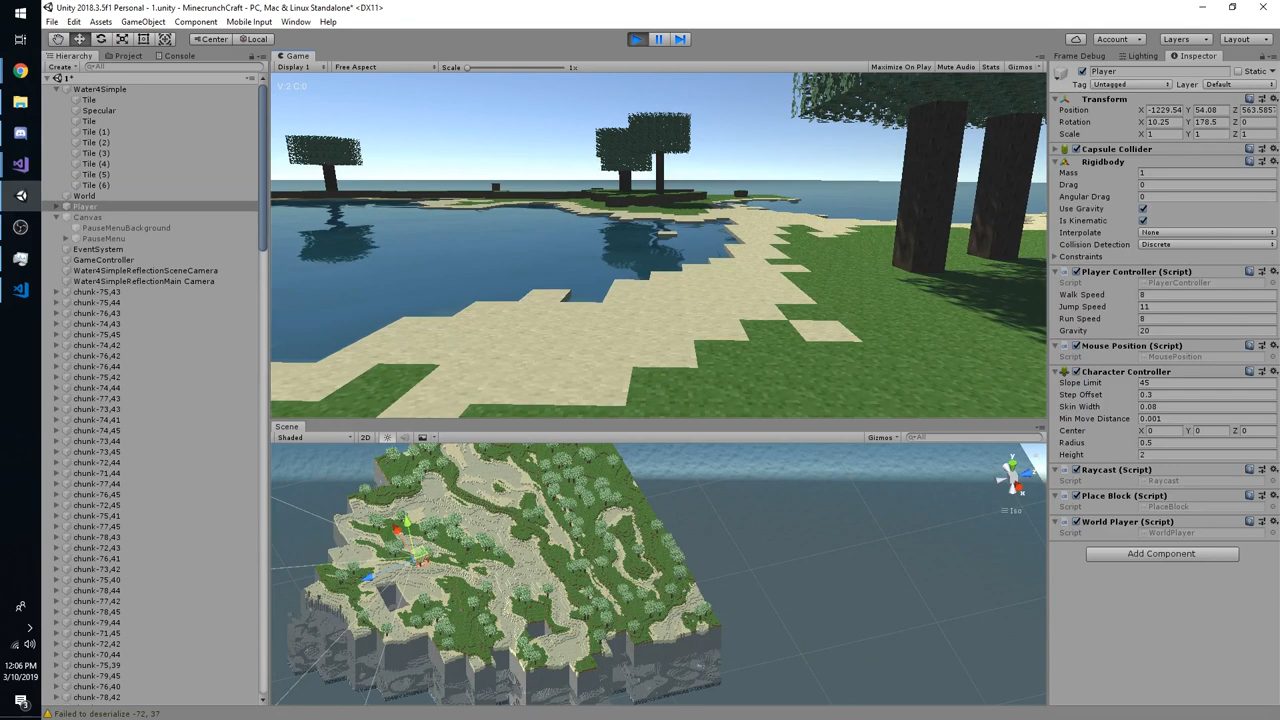 Unity 2018.3.5f1 Personal - 1.unity - MinecrunchCraft - PC, Mac & Linux Standalone* <DX11>
File Edit Assets GameObject Component Mobile Input Window Help
Center Local Account Layers Layout
Hierarchy Project Console
Create All
1*
Water4Simple
Tile
Specular
Tile
Tile (1)
Tile (2)
Tile (3)
Tile (4)
Tile (5)
Tile (6)
World
Player
Canvas
PauseMenuBackground
PauseMenu
EventSystem
GameController
Water4SimpleReflectionSceneCamera
Water4SimpleReflectionMain Camera
chunk-75,43
chunk-75,44
chunk-76,43
chunk-74,43
chunk-75,45
chunk-74,42
chunk-76,42
chunk-76,44
chunk-75,42
chunk-74,44
chunk-77,43
chunk-73,43
chunk-74,41
chunk-74,45
chunk-73,44
chunk-73,45
chunk-72,44
chunk-71,44
chunk-77,44
chunk-76,45
chunk-72,45
chunk-75,41
chunk-77,45
chunk-78,43
chunk-72,43
chunk-76,41
chunk-73,42
chunk-75,40
chunk-78,44
chunk-77,42
chunk-78,45
chunk-79,44
chunk-71,45
chunk-72,42
chunk-70,44
chunk-75,39
chunk-79,45
chunk-76,40
chunk-78,42
Game
Display 1 Free Aspect Scale 1x Maximize On Play Mute Audio Stats Gizmos
V:2 C:0
Scene
Shaded 2D Gizmos All
y
x
Iso
Frame Debug Lighting Inspector
Player Static
Tag Untagged Layer Default
Transform
Position X -1229.54 Y 54.08 Z 563.585
Rotation X 10.25 Y 178.5 Z 0
Scale X 1 Y 1 Z 1
Capsule Collider
Rigidbody
Mass 1
Drag 0
Angular Drag 0
Use Gravity
Is Kinematic
Interpolate None
Collision Detection Discrete
Constraints
Player Controller (Script)
Script PlayerController
Walk Speed 8
Jump Speed 11
Run Speed 8
Gravity 20
Mouse Position (Script)
Script MousePosition
Character Controller
Slope Limit 45
Step Offset 0.3
Skin Width 0.08
Min Move Distance 0.001
Center X 0 Y 0 Z 0
Radius 0.5
Height 2
Raycast (Script)
Script Raycast
Place Block (Script)
Script PlaceBlock
World Player (Script)
Script WorldPlayer
Add Component
12:06 PM
3/10/2019
3
Failed to deserialize -72, 37